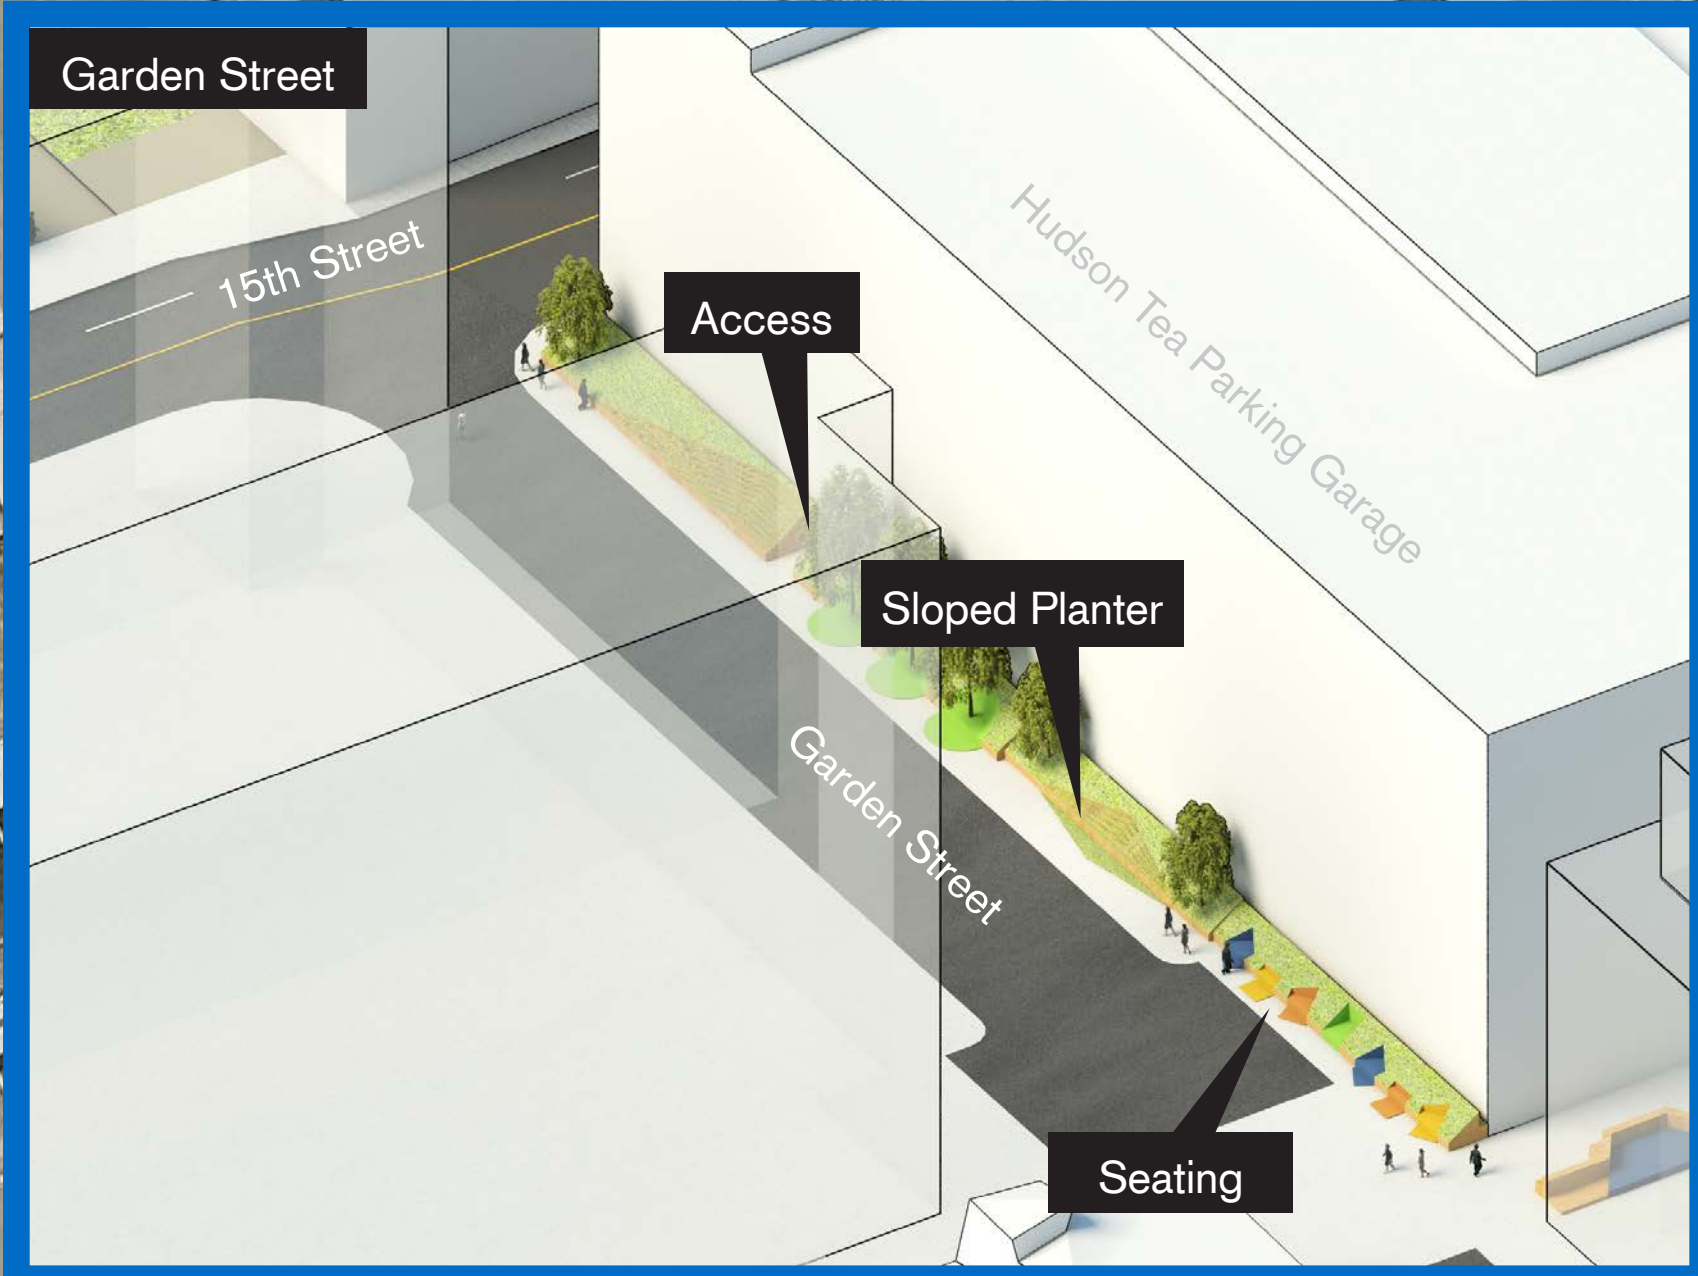 Garden Street
15th Street
Access
Hudson Tea Parking Garage
Sloped Planter
Garden Street
Seating